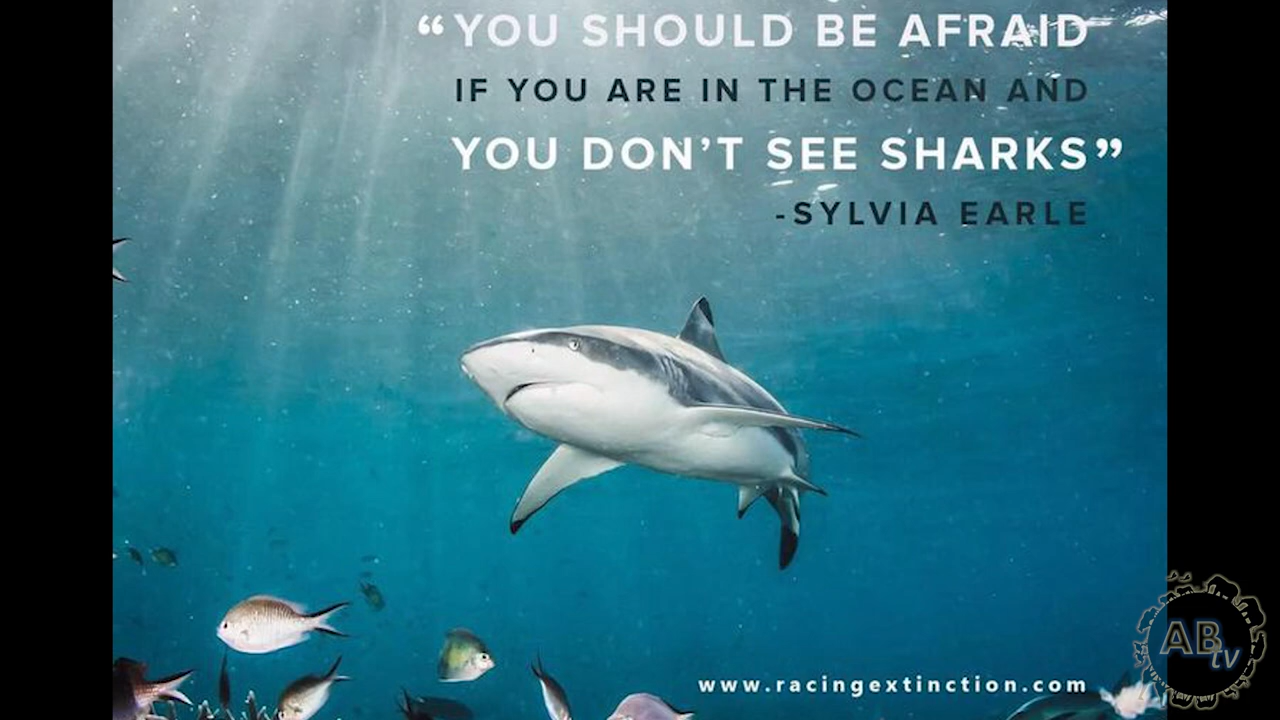 “YOU SHOULD BE AFRAID
IF YOU ARE IN THE OCEAN AND
YOU DON’T SEE SHARKS”
-SYLVIA EARLE
www.racingextinction.com
AB
tv